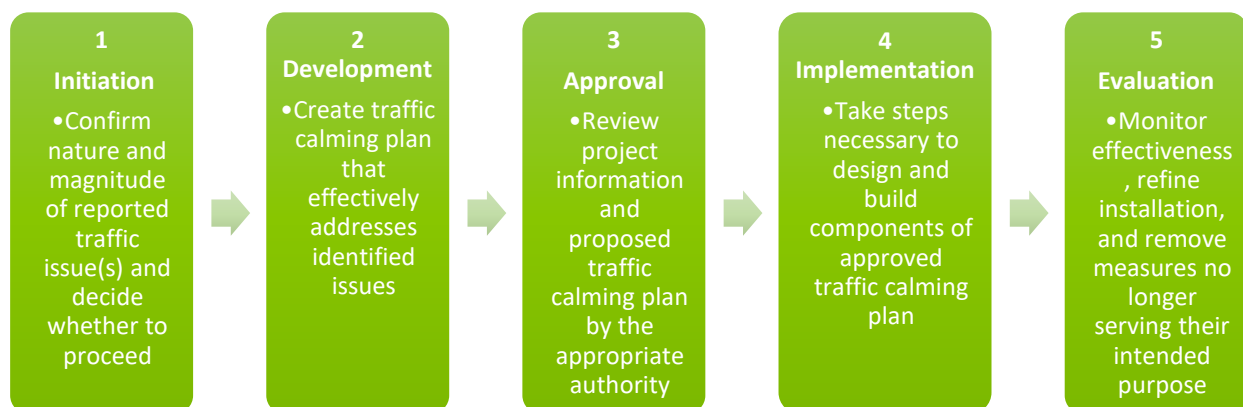 1
Initiation
•Confirm
nature and
magnitude
of reported
traffic
issue(s) and
decide
whether to
proceed
2
Development
•Create traffic
calming plan
that
effectively
addresses
identified
issues
3
Approval
•Review
project
information
and
proposed
traffic
calming plan
by the
appropriate
authority
4
Implementation
•Take steps
necessary to
design and
build
components of
approved
traffic calming
plan
5
Evaluation
•Monitor
effectiveness
, refine
installation,
and remove
measures no
longer
serving their
intended
purpose